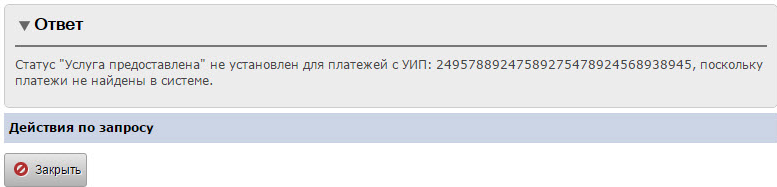 Ответ
Статус "Услуга предоставлена" не установлен для платежей с УИП: 24957889247589275478924568938945, поскольку
платежи не найдены в системе.
Действия по запросу
Закрыть